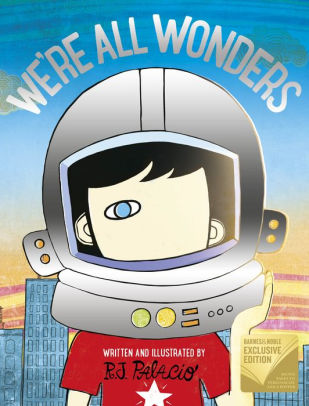 WE'RE ALL WONDERS
WRITTEN AND ILLUSTRATED BY
R.J. PALACIO
BARNES & NOBLE
EXCLUSIVE
EDITION